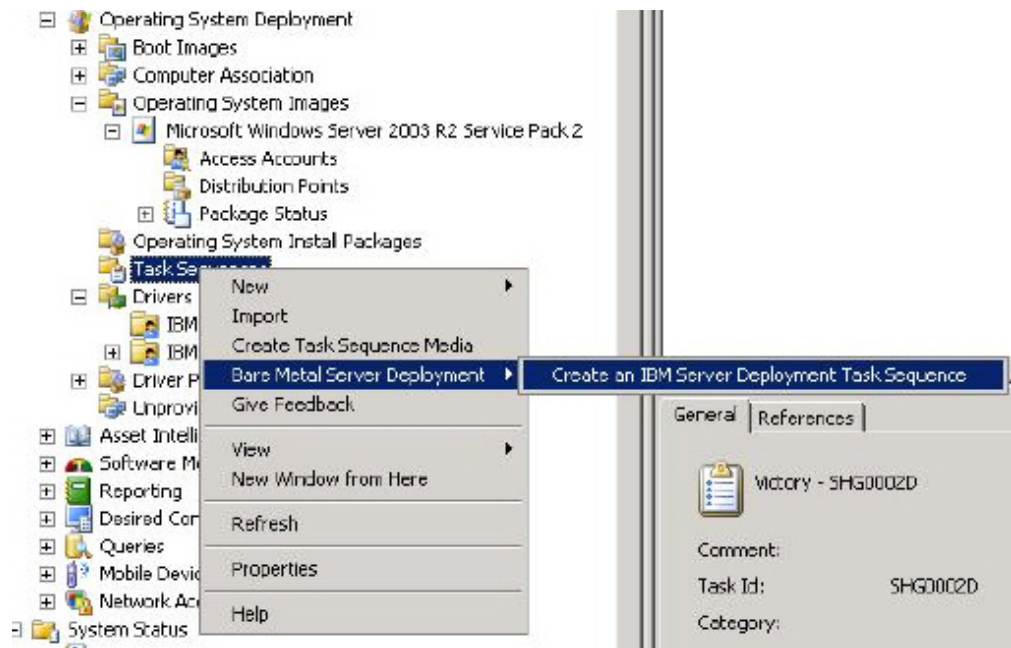 Operating System Deployment
Boot Images
Computer Association
Operating System Images
Microsoft Windows Server 2003 R2 Service Pack 2
Access Accounts
Distribution Points
Package Status
Operating System Install Packages
Task Se
Drivers
IBM
IBM
Driver P
Unprovi
Asset Intelli
Software Me
Reporting
Desired Con
Queries
Mobile Devic
Network Ac
System Status
New
Import
Create Task Sequence Media
Bare Metal Server Deployment
Give Feedback
View
New Window from Here
Refresh
Properties
Help
Create an IBM Server Deployment Task Sequence
General
References
Victory - SHG0002D
Comment:
Task Id: SHG0002D
Category: